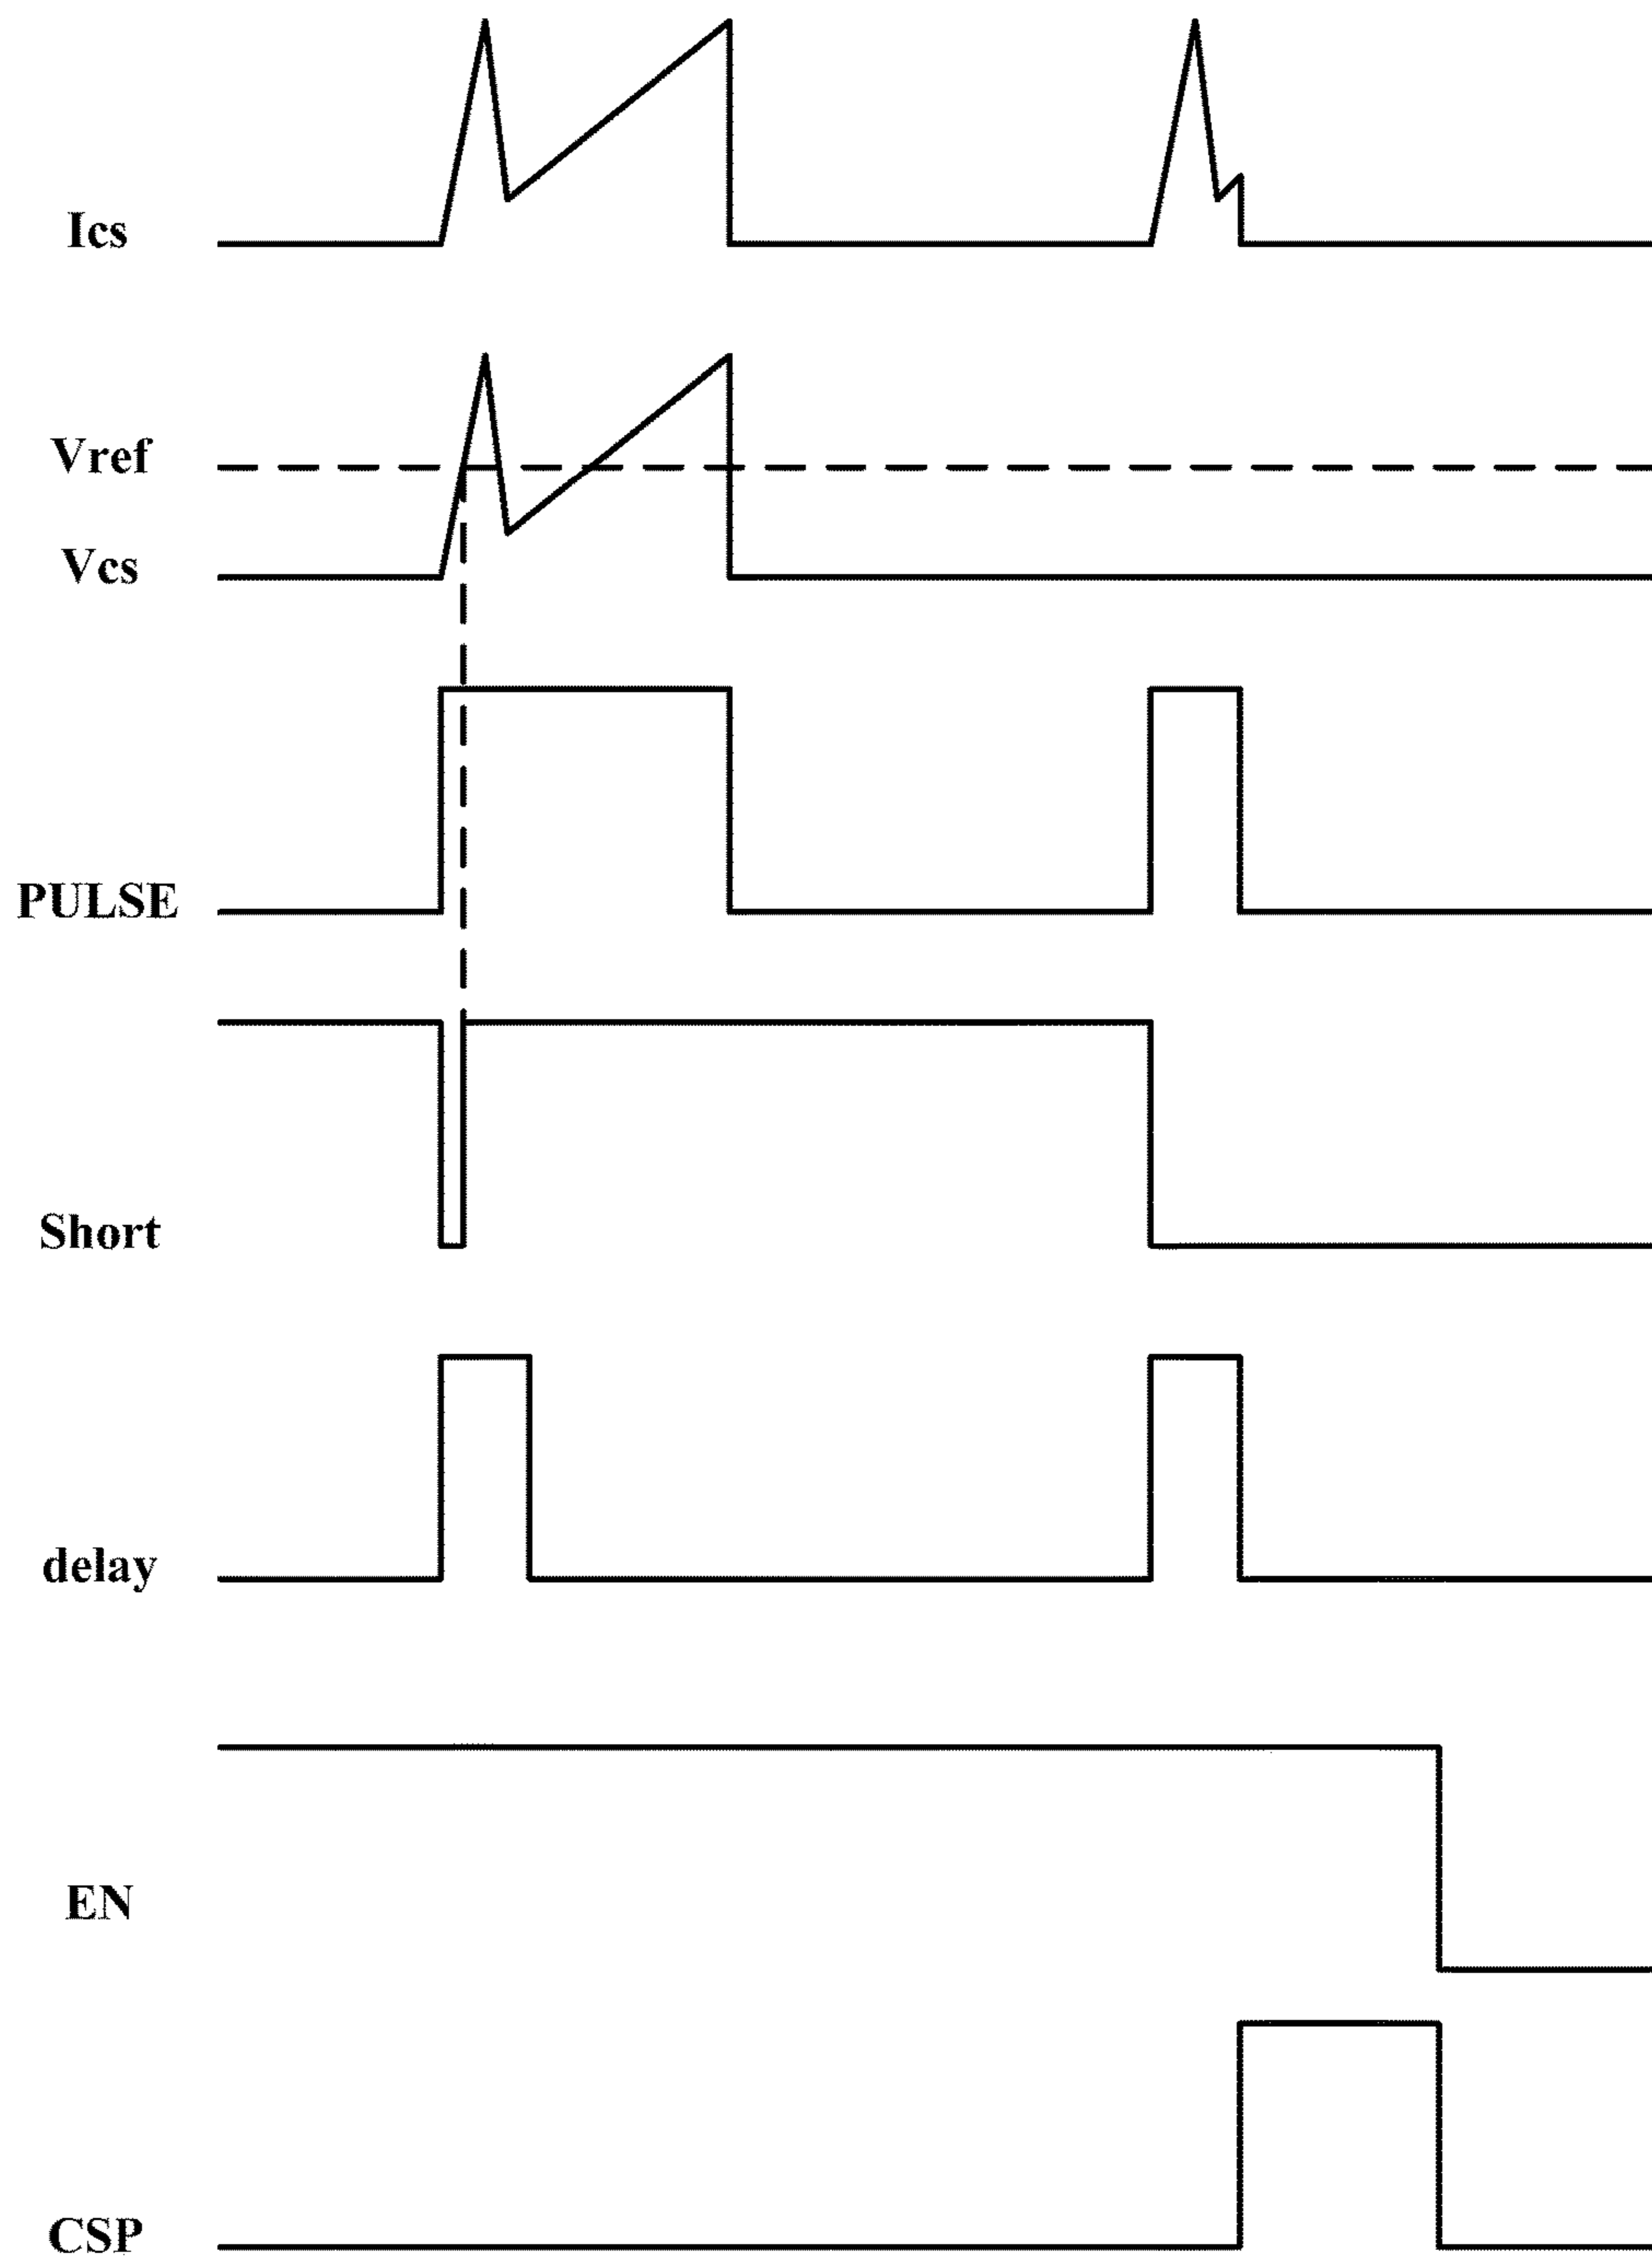 Ics
Vref
Vcs
PULSE
Short
delay
EN
CSP